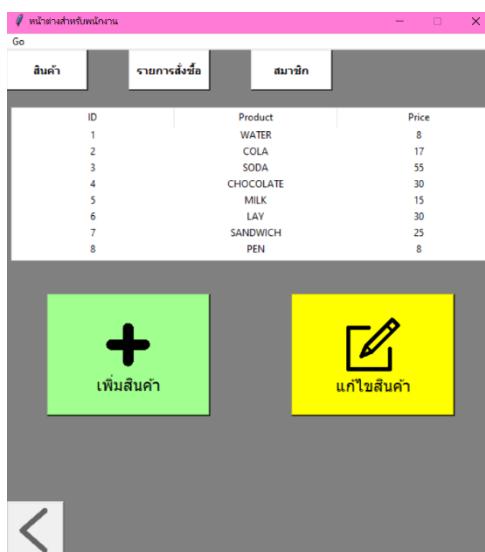 หน้าต่างสำหรับพนักงาน
Go
สินค้า รายการสั่งซื้อ สมาชิก
ID Product Price
1 WATER 8
2 COLA 17
3 SODA 55
4 CHOCOLATE 30
5 MILK 15
6 LAY 30
7 SANDWICH 25
8 PEN 8
เพิ่มสินค้า แก้ไขสินค้า